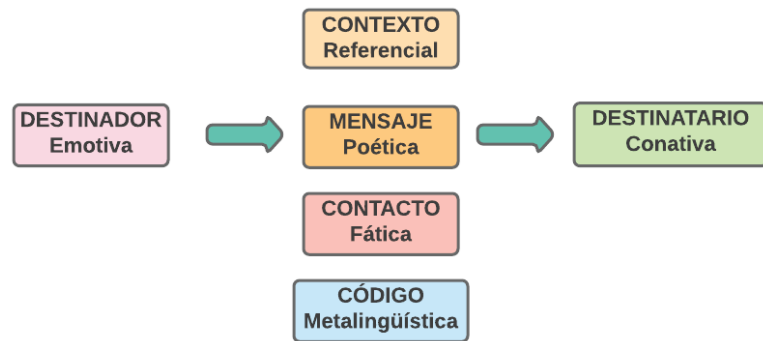 CONTEXTO
Referencial
DESTINADOR
Emotiva
MENSAJE
Poética
DESTINATARIO
Conativa
CONTACTO
Fática
CÓDIGO
Metalingüística